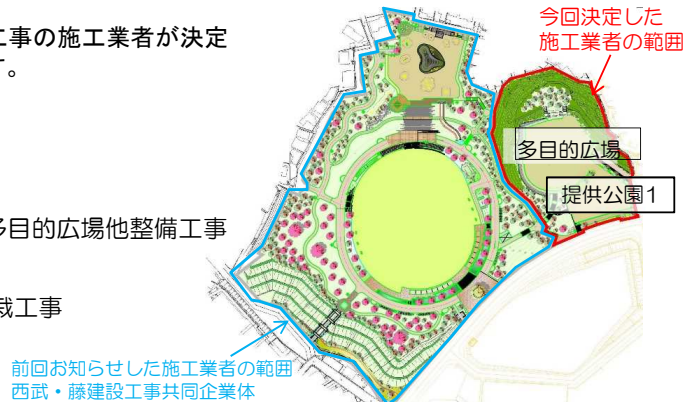 工事の施工業者が決定
す。
今回決定した
施工業者の範囲
多目的広場
提供公園1
多目的広場他整備工事
栽工事
前回お知らせした施工業者の範囲
西武・藤建設工事共同企業体